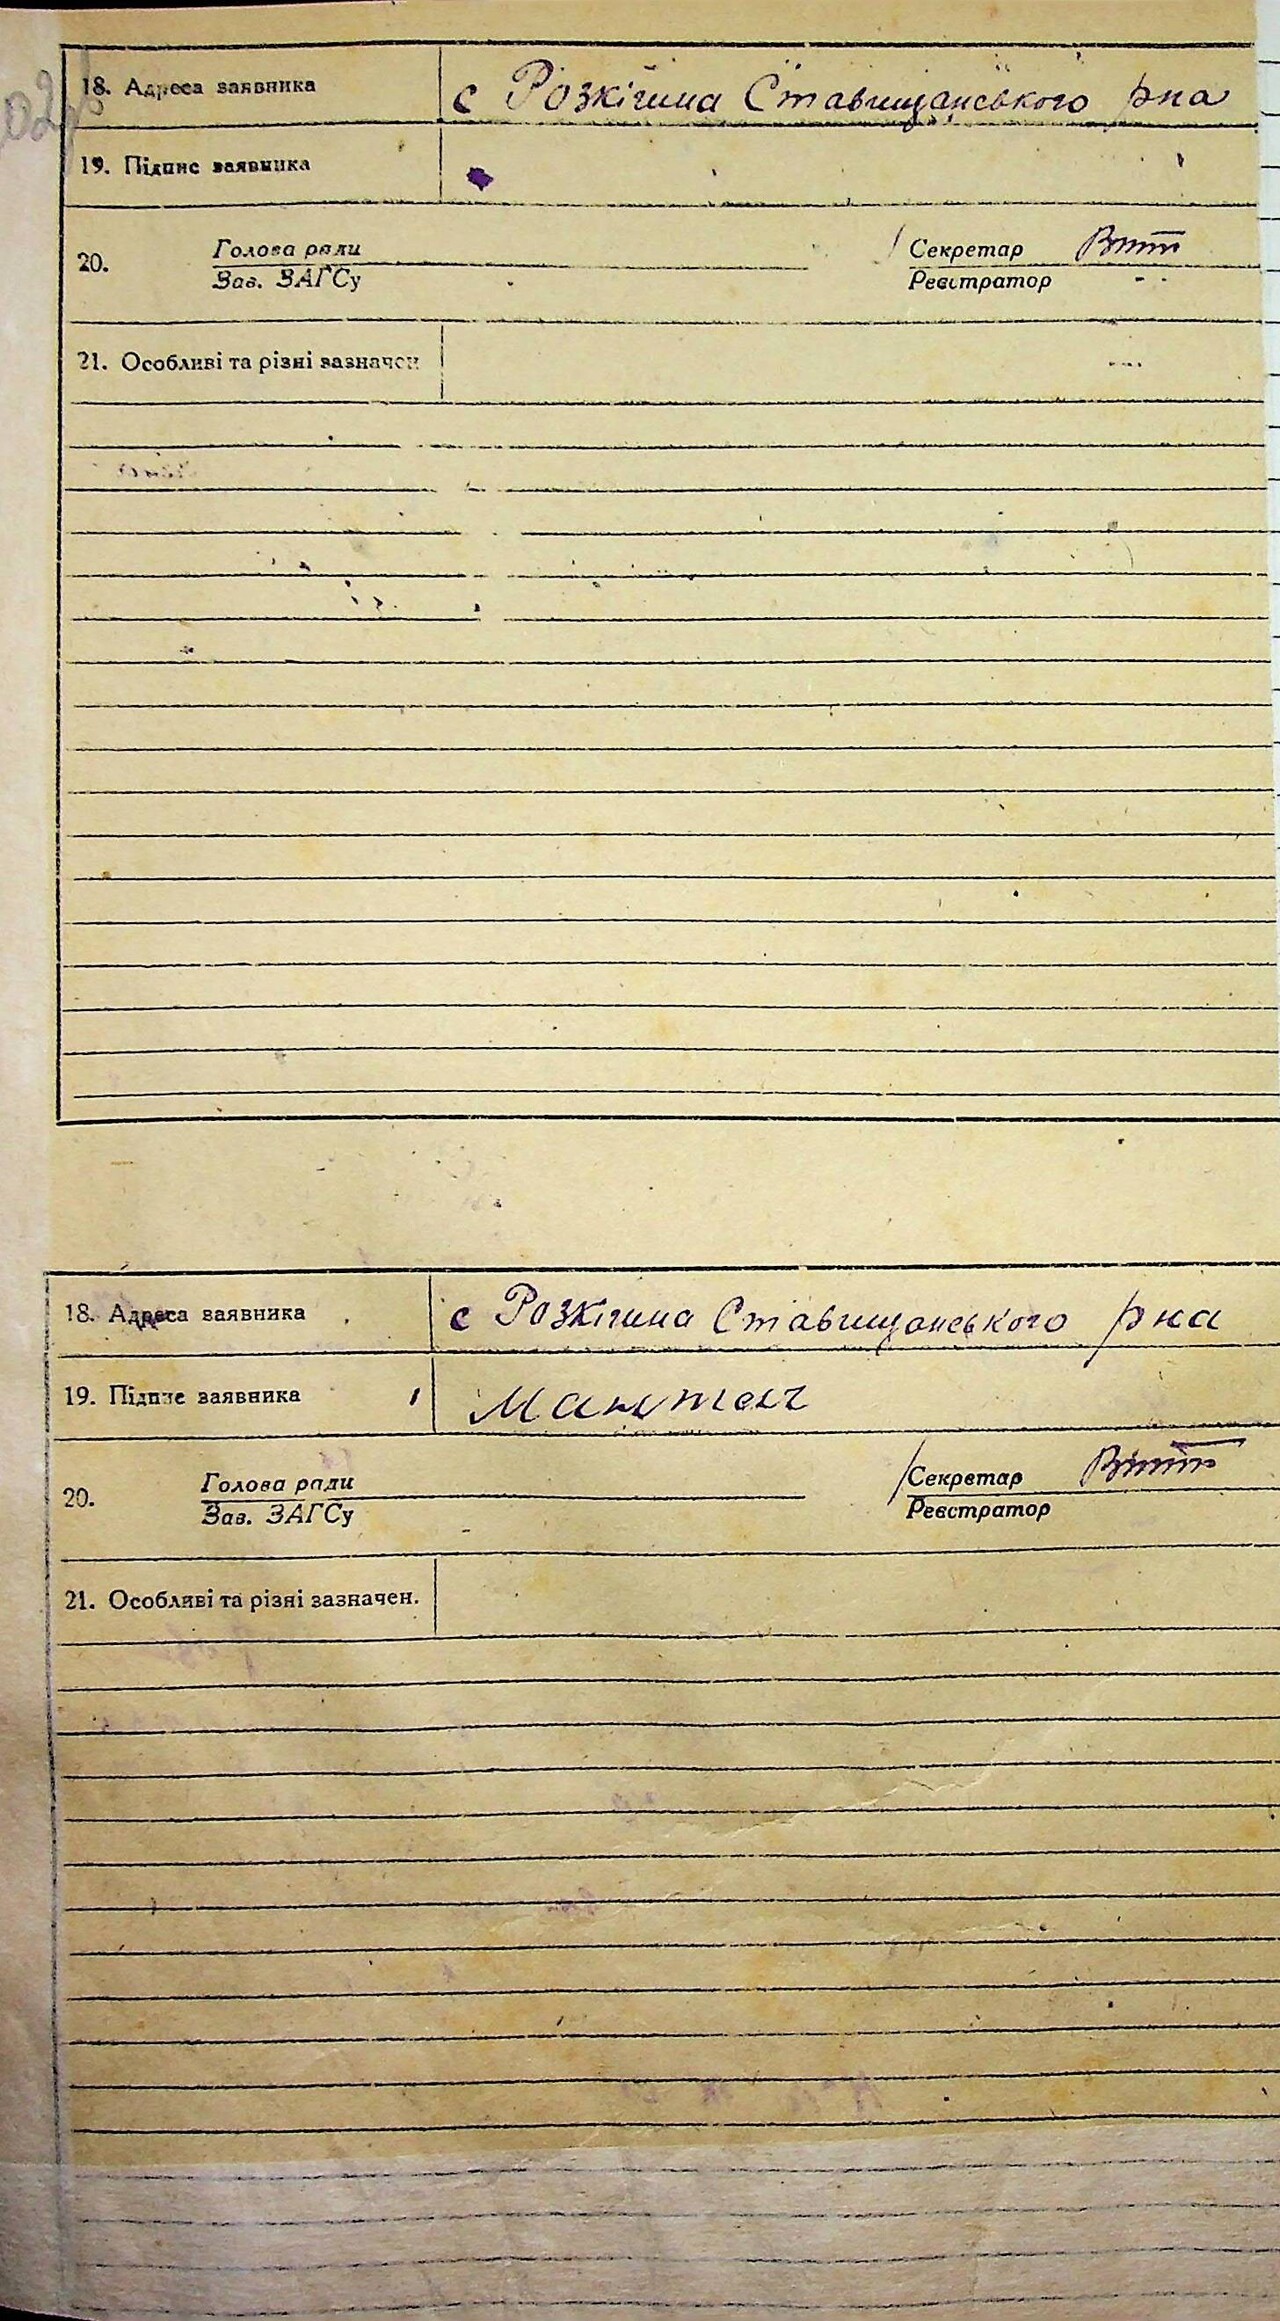 18. Адреса заявника с Розкішна Ставищанського рна
19. Підпис заявника
20. Голова ради Секретар
Зав. ЗАГСу Реєстратор
21. Особливі та різні зазначен
18. Адреса заявника с Розкішна Ставищанського рна
19. Підпис заявника
20. Голова ради Секретар
Зав. ЗАГСу Реєстратор
21. Особливі та різні зазначен.